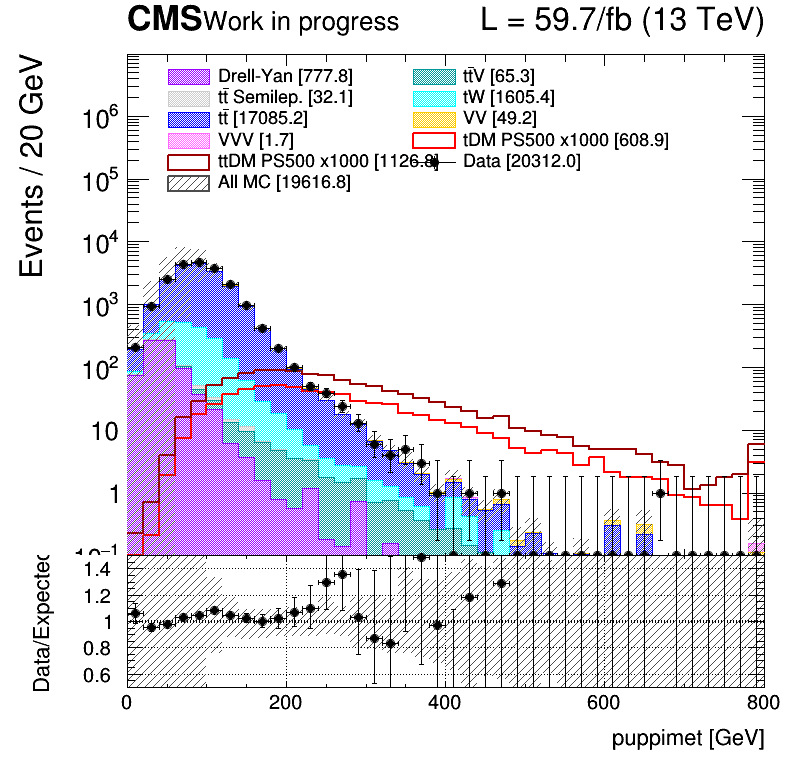 CMS Work in progress L = 59.7/fb (13 TeV)
Events / 20 GeV
Drell-Yan [777.8] tt̄V [65.3]
tt̄ Semilep. [32.1] tW [1605.4]
tt̄ [17085.2] VV [49.2]
VVV [1.7] tDM PS500 x1000 [608.9]
ttDM PS500 x1000 [1126.8] Data [20312.0]
All MC [19616.8]
10⁶
10⁵
10⁴
10³
10²
10
1
10⁻¹
Data/Expected
1.4
1.2
1
0.8
0.6
0 200 400 600 800
puppimet [GeV]